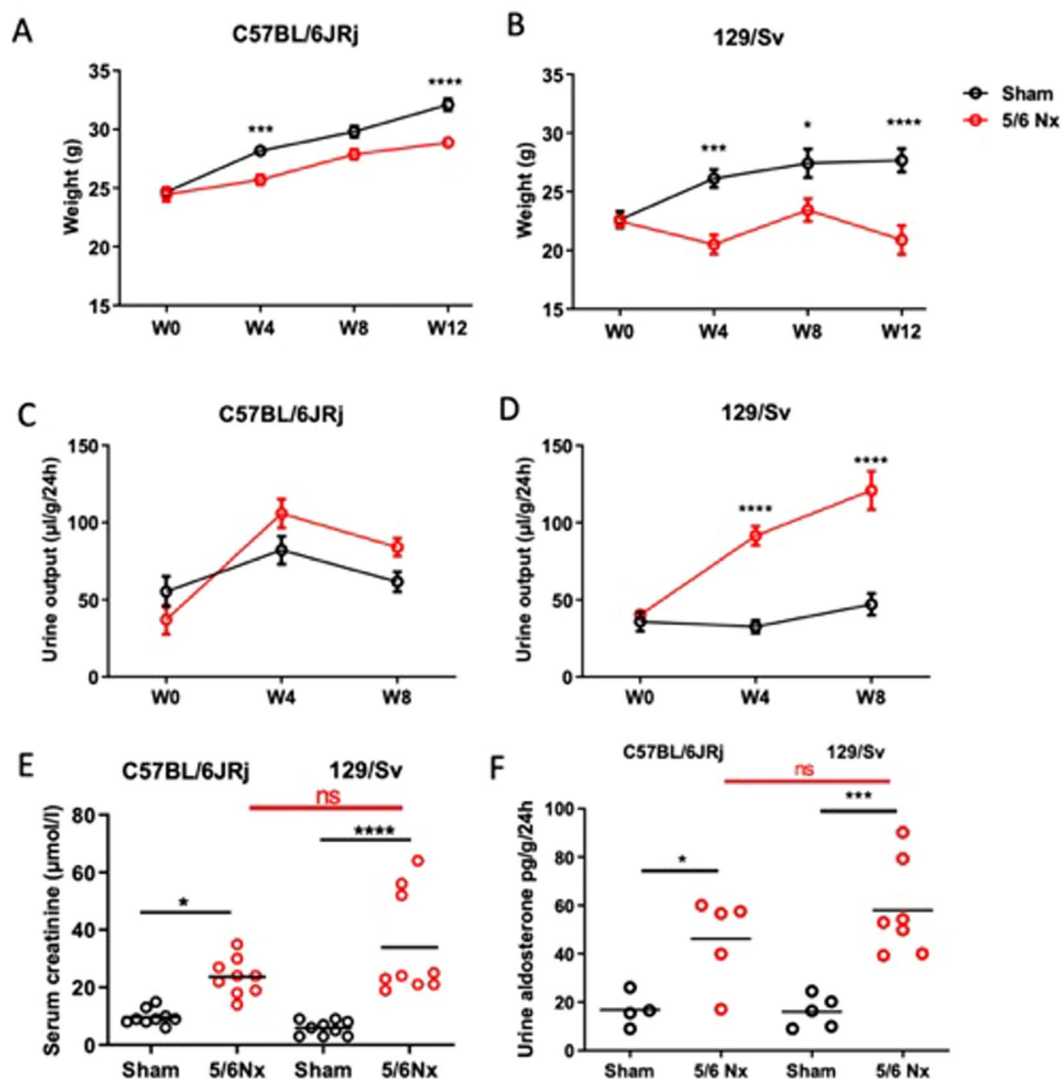 A
C57BL/6JRj
Weight (g)
35
30
25
20
15
***
****
W0 W4 W8 W12
B
129/Sv
Weight (g)
35
30
25
20
15
***
*
****
W0 W4 W8 W12
Sham
5/6 Nx
C
C57BL/6JRj
Urine output (µl/g/24h)
150
100
50
0
W0 W4 W8
D
129/Sv
Urine output (µl/g/24h)
150
100
50
0
****
****
W0 W4 W8
E
C57BL/6JRj 129/Sv
ns
Serum creatinine (µmol/l)
80
60
40
20
0
*
****
Sham 5/6Nx Sham 5/6Nx
F
C57BL/6JRj 129/Sv
ns
Urine aldosterone pg/g/24h
100
80
60
40
20
0
*
***
Sham 5/6Nx Sham 5/6Nx